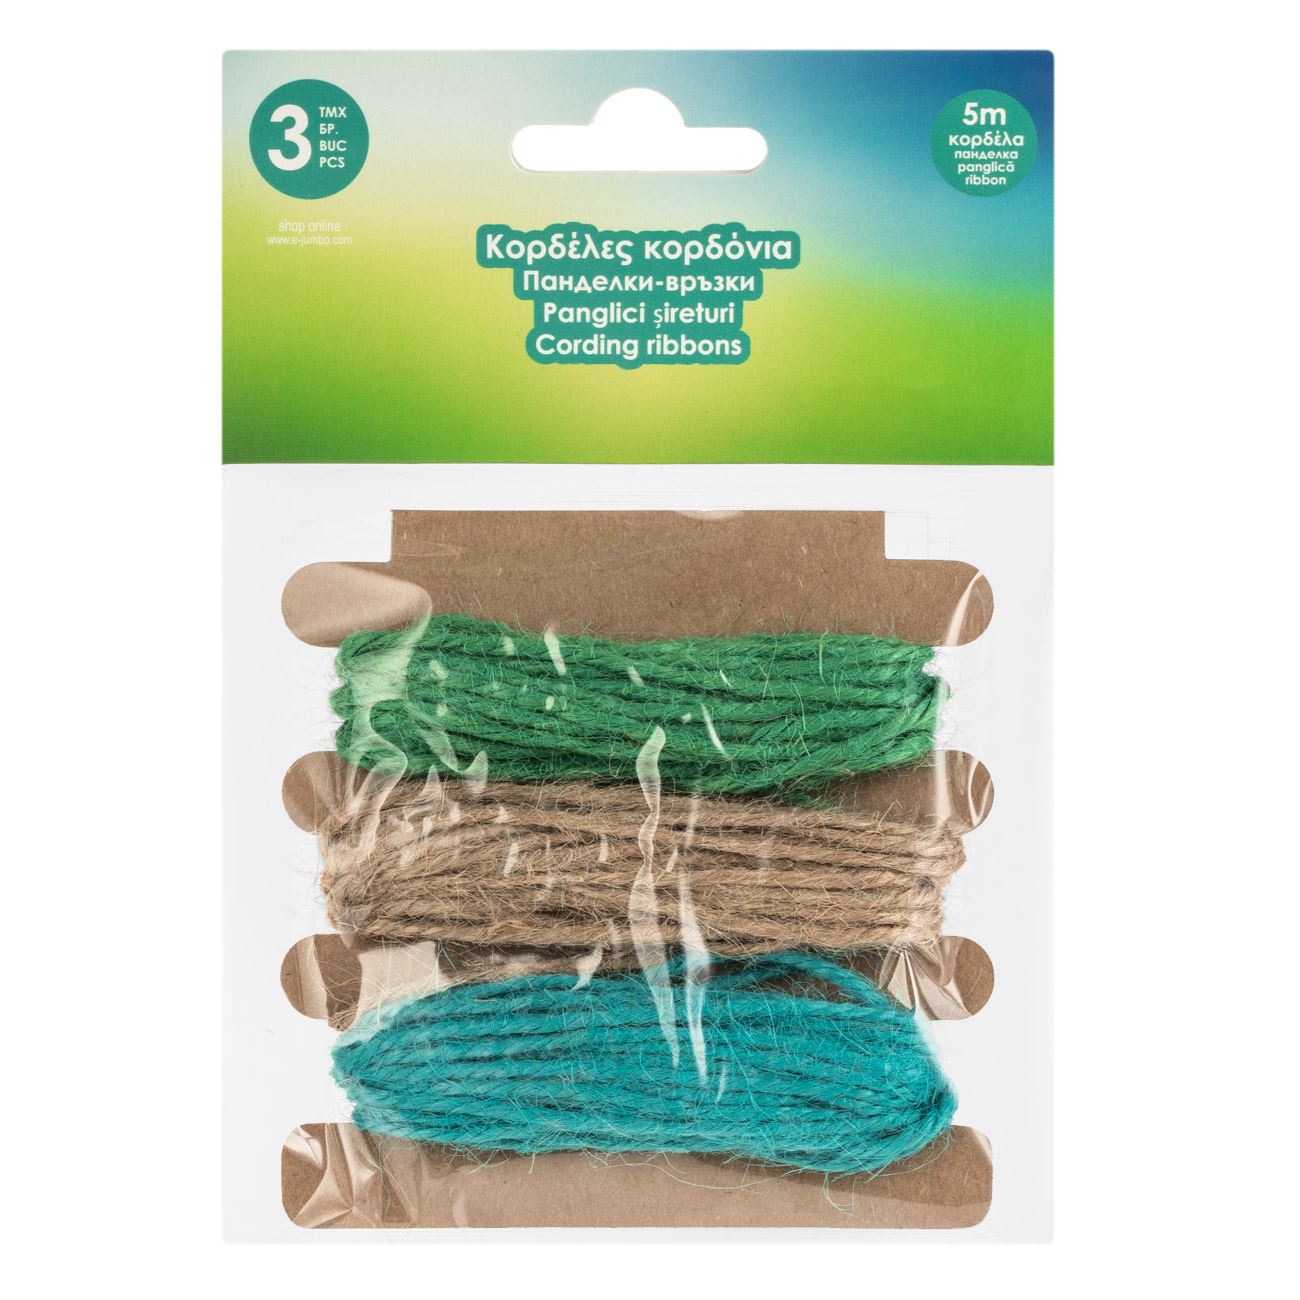 3
ΤΜΧ
БР.
BUC
PCS
5m
κορδέλα
панделка
panglică
ribbon
shop online
www.e-jumbo.com
Κορδέλες κορδόνια
Панделки-връзки
Panglici șireturi
Cording ribbons